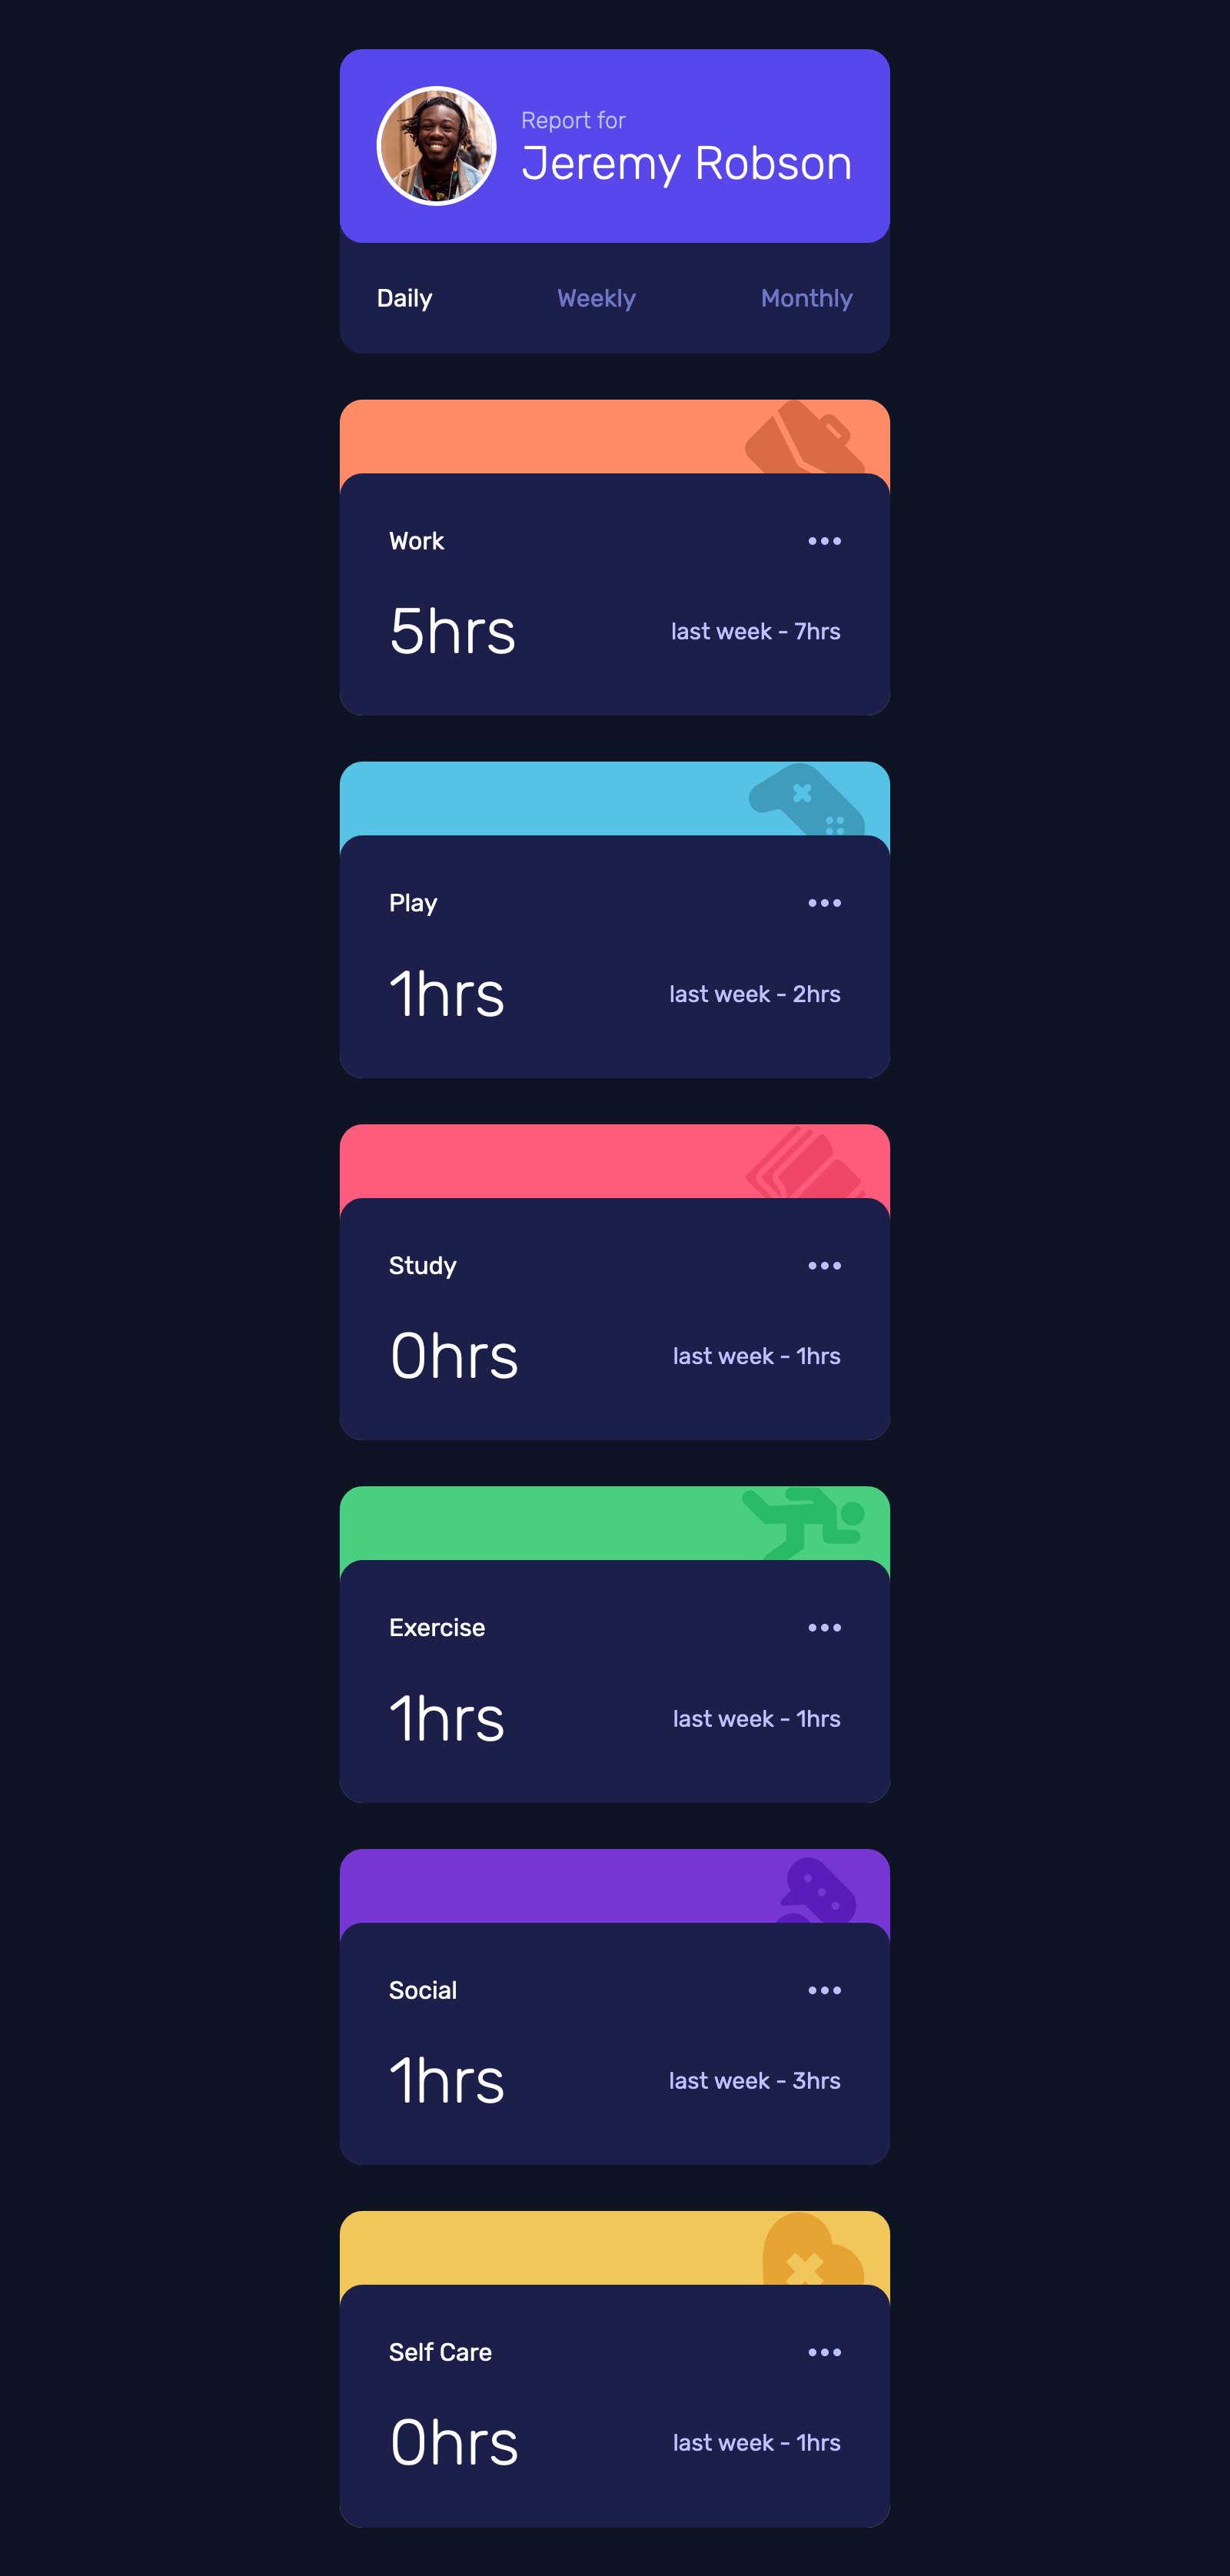 Report for
Jeremy Robson
Daily Weekly Monthly
Work
5hrs last week - 7hrs
Play
1hrs last week - 2hrs
Study
0hrs last week - 1hrs
Exercise
1hrs last week - 1hrs
Social
1hrs last week - 3hrs
Self Care
0hrs last week - 1hrs